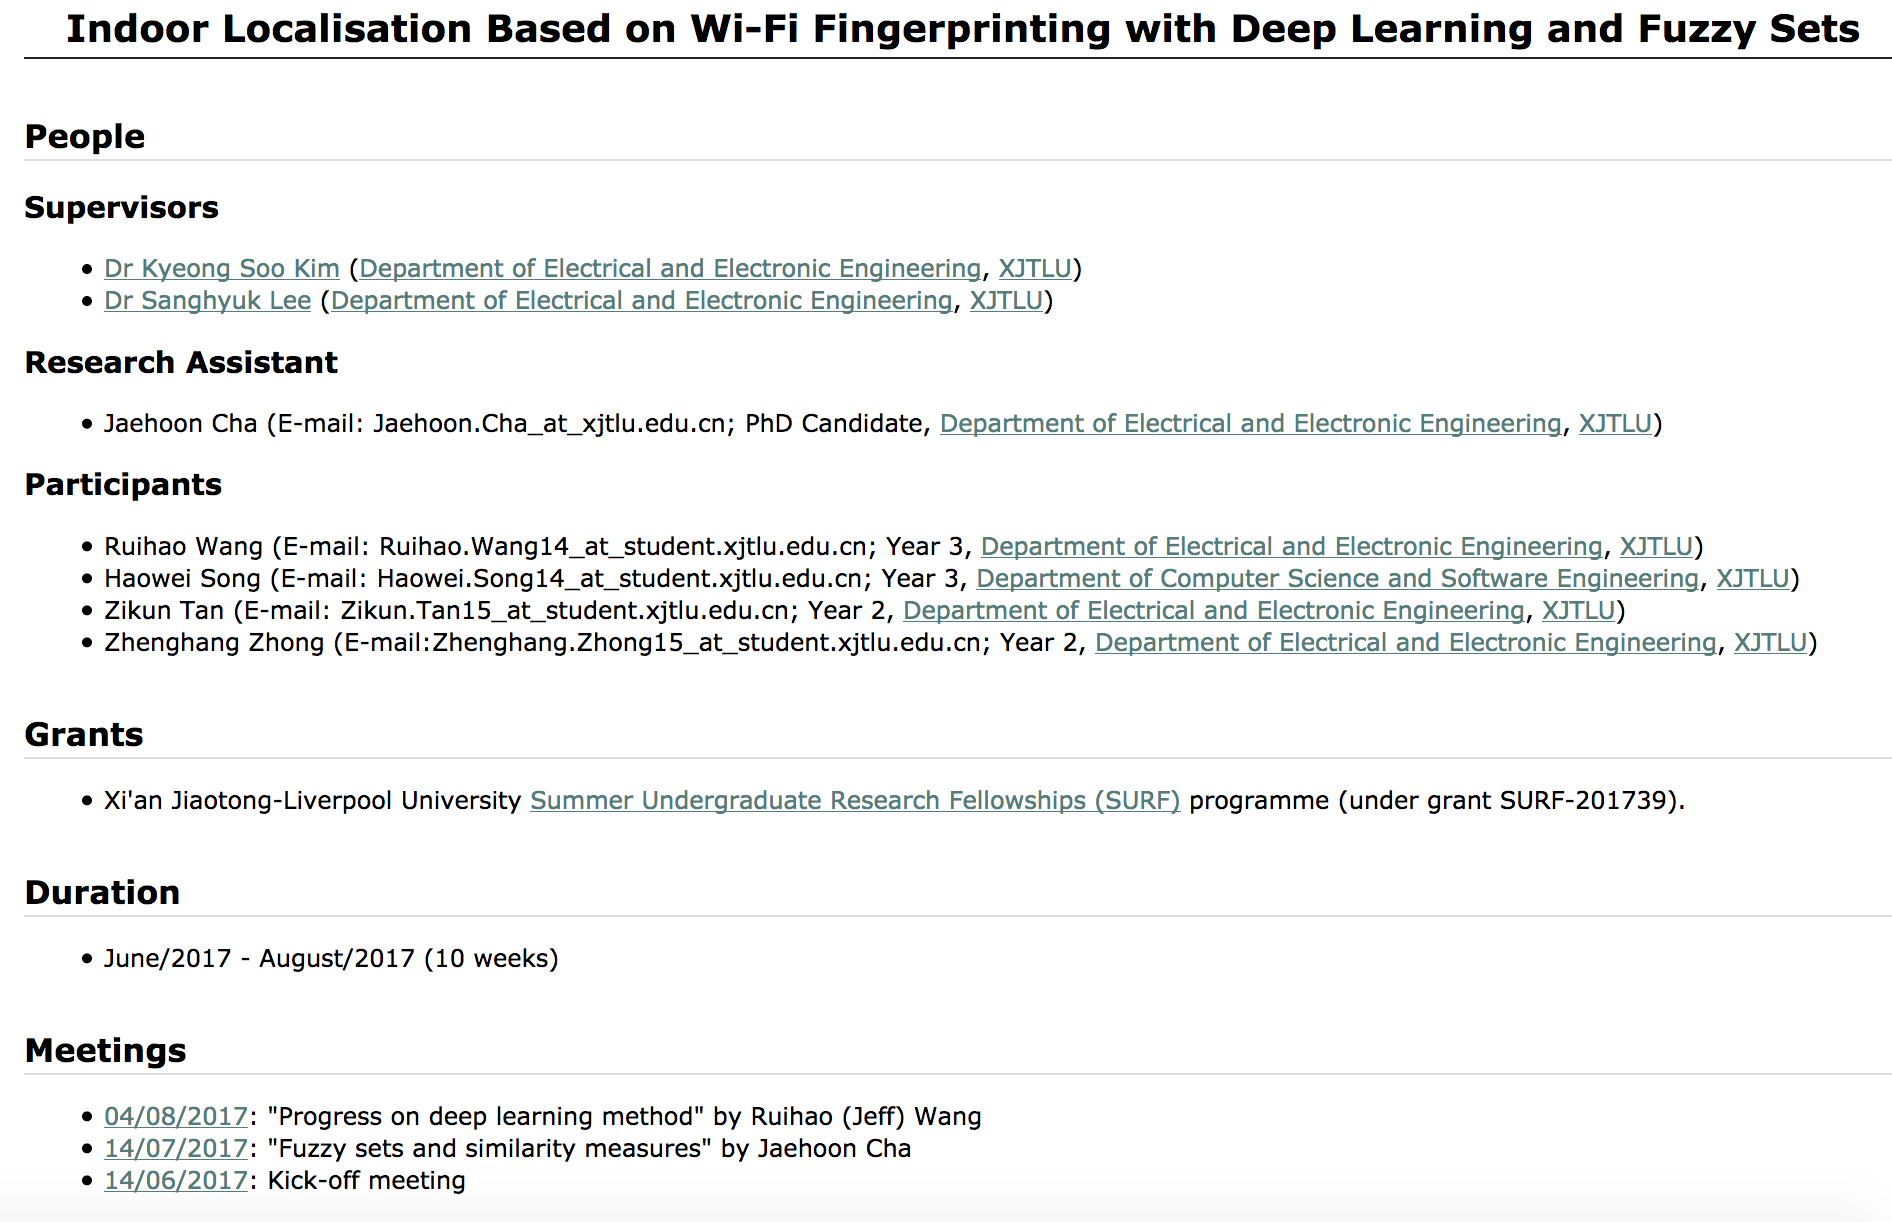 Indoor Localisation Based on Wi-Fi Fingerprinting with Deep Learning and Fuzzy Sets
People
Supervisors
• Dr Kyeong Soo Kim (Department of Electrical and Electronic Engineering, XJTLU)
• Dr Sanghyuk Lee (Department of Electrical and Electronic Engineering, XJTLU)
Research Assistant
• Jaehoon Cha (E-mail: Jaehoon.Cha_at_xjtlu.edu.cn; PhD Candidate, Department of Electrical and Electronic Engineering, XJTLU)
Participants
• Ruihao Wang (E-mail: Ruihao.Wang14_at_student.xjtlu.edu.cn; Year 3, Department of Electrical and Electronic Engineering, XJTLU)
• Haowei Song (E-mail: Haowei.Song14_at_student.xjtlu.edu.cn; Year 3, Department of Computer Science and Software Engineering, XJTLU)
• Zikun Tan (E-mail: Zikun.Tan15_at_student.xjtlu.edu.cn; Year 2, Department of Electrical and Electronic Engineering, XJTLU)
• Zhenghang Zhong (E-mail:Zhenghang.Zhong15_at_student.xjtlu.edu.cn; Year 2, Department of Electrical and Electronic Engineering, XJTLU)
Grants
• Xi'an Jiaotong-Liverpool University Summer Undergraduate Research Fellowships (SURF) programme (under grant SURF-201739).
Duration
• June/2017 - August/2017 (10 weeks)
Meetings
• 04/08/2017: "Progress on deep learning method" by Ruihao (Jeff) Wang
• 14/07/2017: "Fuzzy sets and similarity measures" by Jaehoon Cha
• 14/06/2017: Kick-off meeting